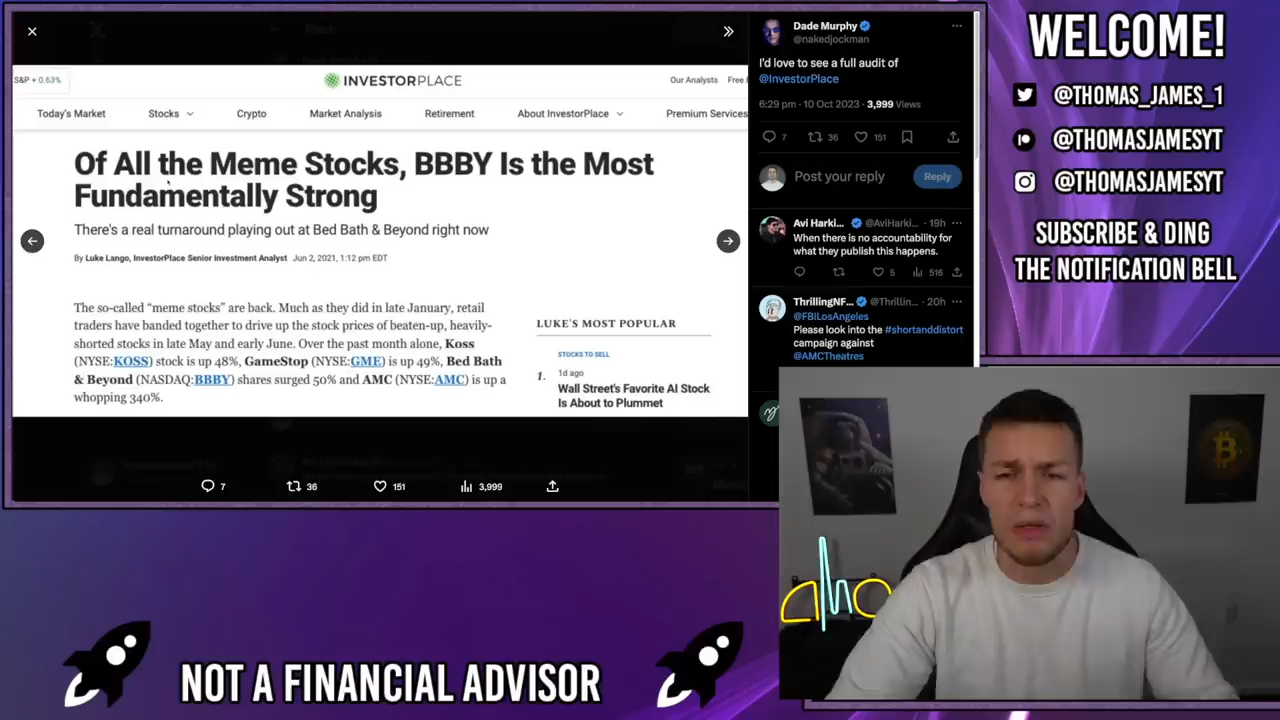 S&P + 0.63%
INVESTORPLACE
Our Analysts
Today's Market
Stocks
Crypto
Market Analysis
Retirement
About InvestorPlace
Premium Services
Of All the Meme Stocks, BBBY Is the Most
Fundamentally Strong
There's a real turnaround playing out at Bed Bath & Beyond right now
By Luke Lango, InvestorPlace Senior Investment Analyst Jun 2, 2021, 1:12 pm EDT
The so-called “meme stocks” are back. Much as they did in late January, retail
traders have banded together to drive up the stock prices of beaten-up, heavily-
shorted stocks in late May and early June. Over the past month alone, Koss
(NYSE:KOSS) stock is up 48%, GameStop (NYSE:GME) is up 49%, Bed Bath
& Beyond (NASDAQ:BBBY) shares surged 50% and AMC (NYSE:AMC) is up a
whopping 340%.
LUKE'S MOST POPULAR
STOCKS TO SELL
1.
1d ago
Wall Street's Favorite AI Stock
Is About to Plummet
7
36
151
3,999
Dade Murphy
@nakedjockman
I'd love to see a full audit of
@InvestorPlace
6:29 pm · 10 Oct 2023 · 3,999 Views
7
36
151
Post your reply
Reply
Avi Harki... @AviHarki... · 19h
When there is no accountability for
what they publish this happens.
5
516
ThrillingNF... @Thrillin... · 20h
@FBILosAngeles
Please look into the #shortanddistort
campaign against
@AMCTheatres
WELCOME!
@THOMAS_JAMES_1
@THOMASJAMESYT
@THOMASJAMESYT
SUBSCRIBE & DING
THE NOTIFICATION BELL
NOT A FINANCIAL ADVISOR